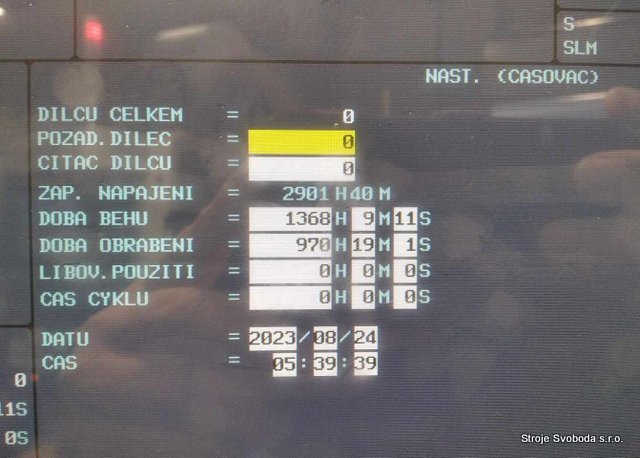 S
SLM
NAST. (CASOVAC)
DILCU CELKEM = 0
POZAD.DILEC = 0
CITAC DILCU = 0
ZAP. NAPAJENI = 2901 H 40 M
DOBA BEHU = 1368 H 9 M 11 S
DOBA OBRABENI = 970 H 19 M 1 S
LIBOV.POUZITI = 0 H 0 M 0 S
CAS CYKLU = 0 H 0 M 0 S
DATU = 2023/08/24
CAS = 05:39:39
0
11S
0S
Stroje Svoboda s.r.o.